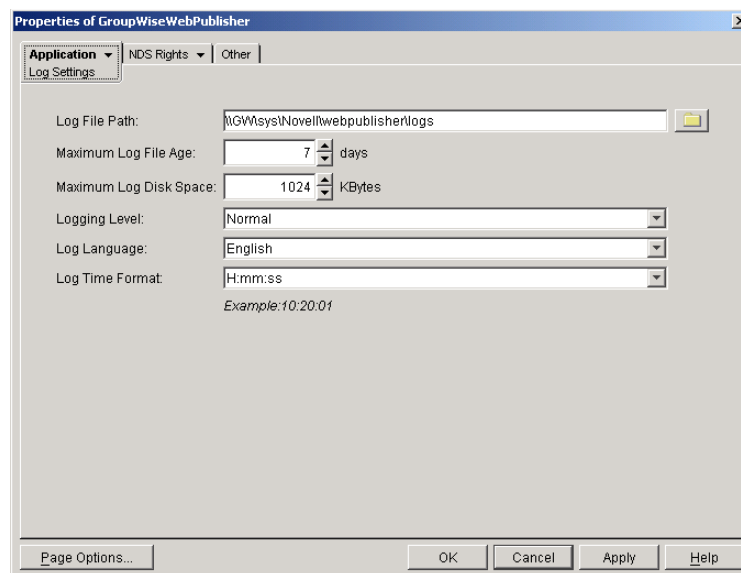 Properties of GroupWiseWebPublisher
Application NDS Rights Other
Log Settings
Log File Path: \\GW\sys\Novell\webpublisher\logs
Maximum Log File Age: 7 days
Maximum Log Disk Space: 1024 KBytes
Logging Level: Normal
Log Language: English
Log Time Format: H:mm:ss
Example:10:20:01
Page Options... OK Cancel Apply Help